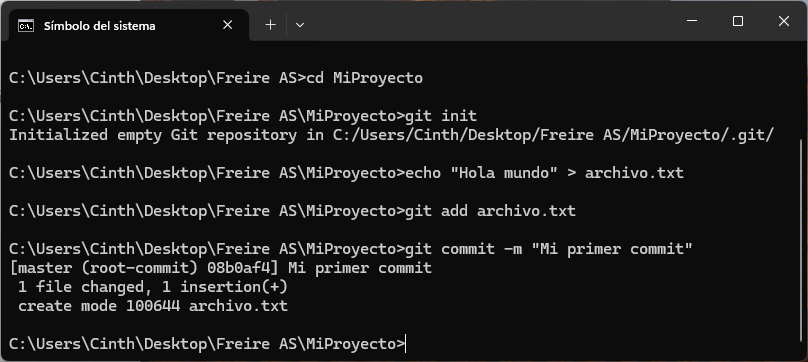 Símbolo del sistema
C:\Users\Cinth\Desktop\Freire AS>cd MiProyecto
C:\Users\Cinth\Desktop\Freire AS\MiProyecto>git init
Initialized empty Git repository in C:/Users/Cinth/Desktop/Freire AS/MiProyecto/.git/
C:\Users\Cinth\Desktop\Freire AS\MiProyecto>echo "Hola mundo" > archivo.txt
C:\Users\Cinth\Desktop\Freire AS\MiProyecto>git add archivo.txt
C:\Users\Cinth\Desktop\Freire AS\MiProyecto>git commit -m "Mi primer commit"
[master (root-commit) 08b0af4] Mi primer commit
 1 file changed, 1 insertion(+)
 create mode 100644 archivo.txt
C:\Users\Cinth\Desktop\Freire AS\MiProyecto>